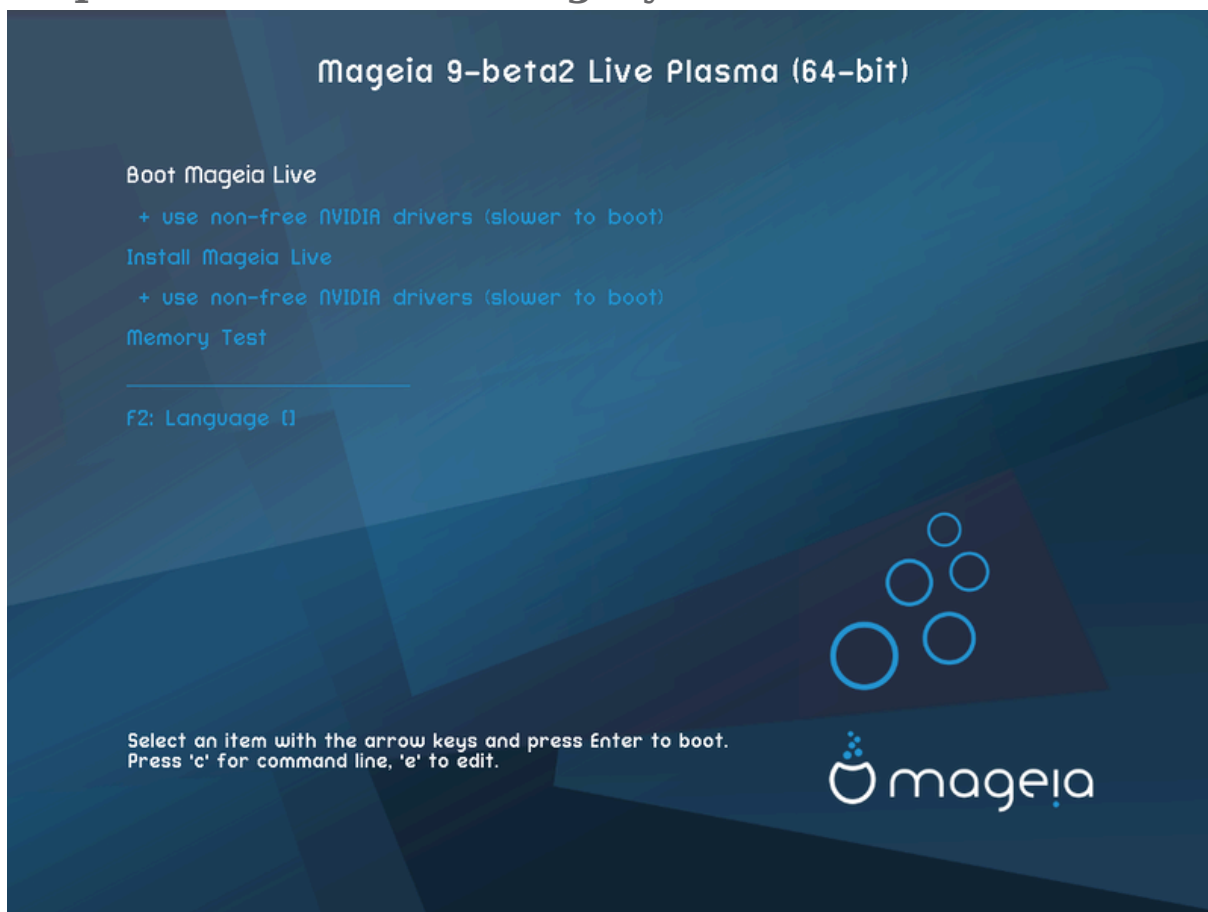 Mageia 9-beta2 Live Plasma (64-bit)
Boot Mageia Live
+ use non-free NVIDIA drivers (slower to boot)
Install Mageia Live
+ use non-free NVIDIA drivers (slower to boot)
Memory Test
F2: Language []
Select an item with the arrow keys and press Enter to boot.
Press 'c' for command line, 'e' to edit.
mageia